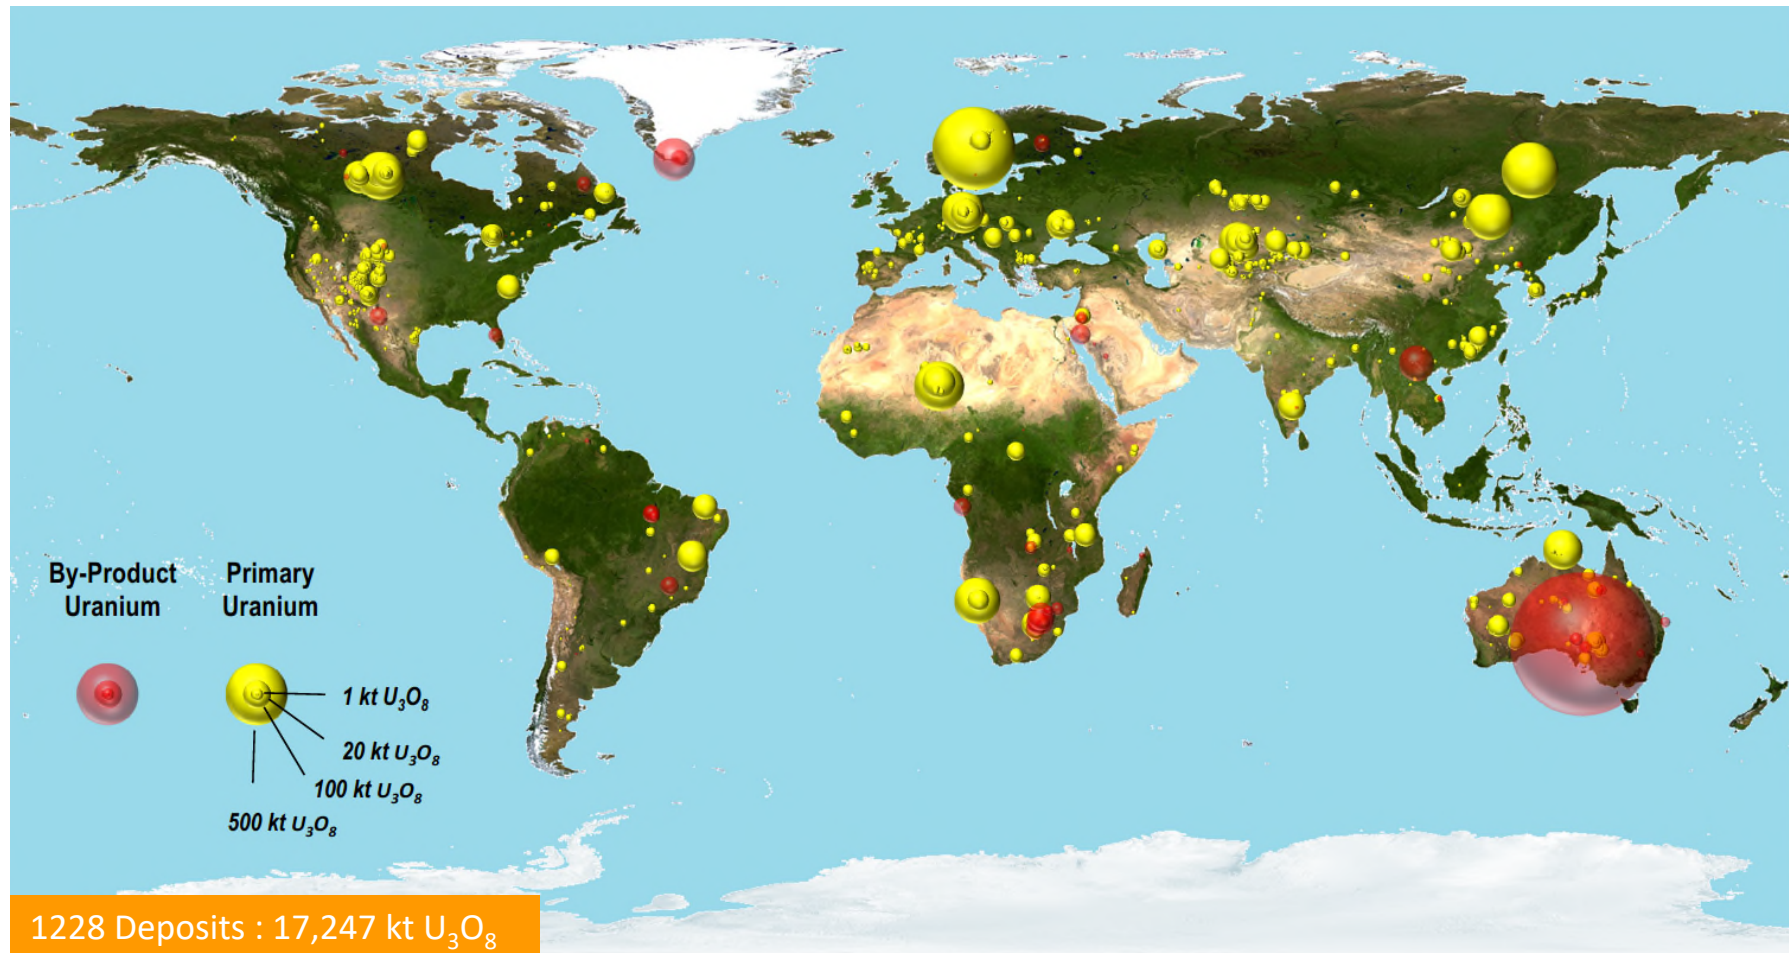 By-Product
Uranium
Primary
Uranium
1 kt U₃O₈
20 kt U₃O₈
100 kt U₃O₈
500 kt U₃O₈
1228 Deposits : 17,247 kt U₃O₈